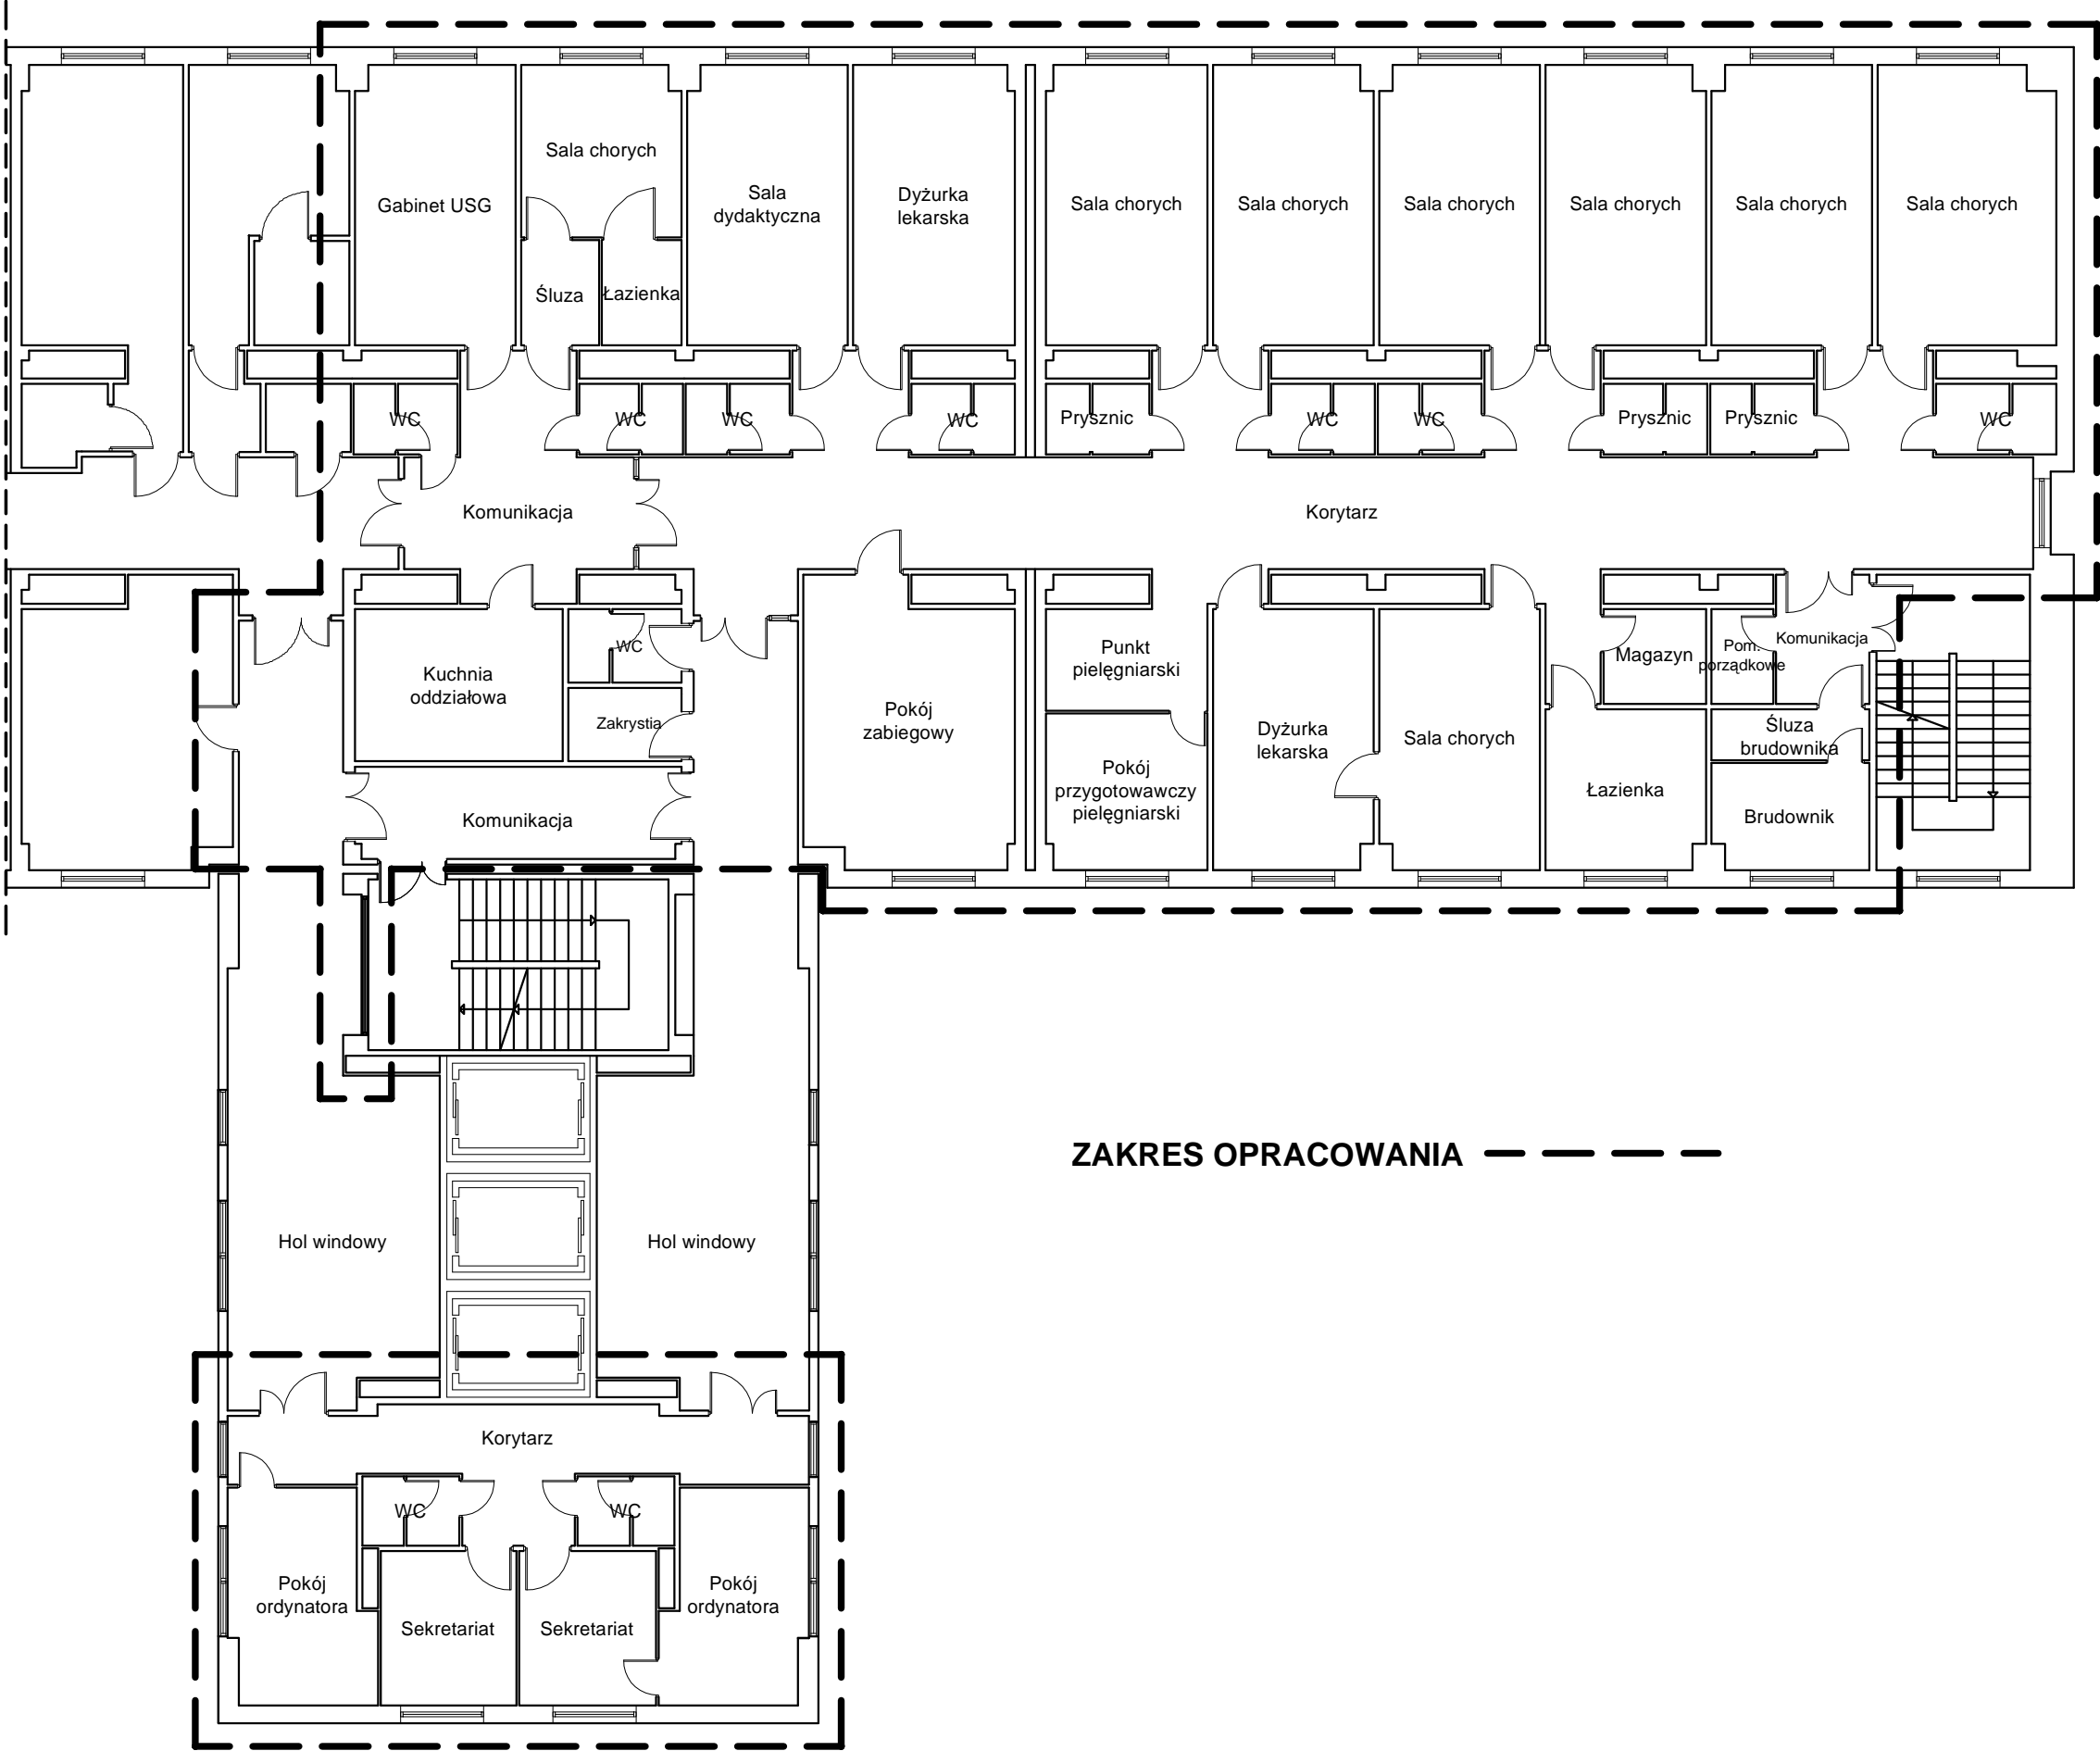 Sala chorych
Gabinet USG
Sala
dydaktyczna
Dyżurka
lekarska
Sala chorych
Sala chorych
Sala chorych
Sala chorych
Sala chorych
Sala chorych
Śluza
Łazienka
WC
WC
WC
WC
Prysznic
WC
WC
Prysznic
Prysznic
WC
Komunikacja
Korytarz
Kuchnia
oddziałowa
WC
Zakrystia
Pokój
zabiegowy
Punkt
pielęgniarski
Pokój
przygotowawczy
pielęgniarski
Dyżurka
lekarska
Sala chorych
Magazyn
Pom.
porządkowe
Komunikacja
Śluza
brudownika
Łazienka
Brudownik
Komunikacja
ZAKRES OPRACOWANIA
Hol windowy
Hol windowy
Korytarz
WC
WC
Pokój
ordynatora
Sekretariat
Sekretariat
Pokój
ordynatora